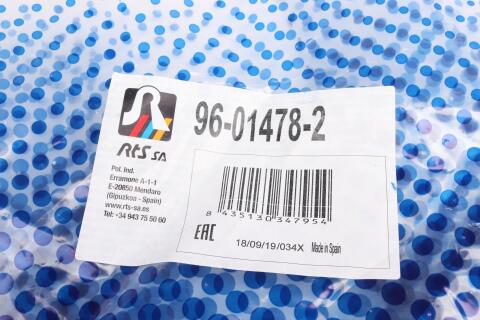 96-01478-2
RTS SA
Pol. Ind.
Erramone A-1-1
E-20850 Mendaro
(Gipuzkoa - Spain)
www.rts-sa.es
Tel: +34 943 75 50 60
8 435130 347954
EAC
18/09/19/034X Made in Spain